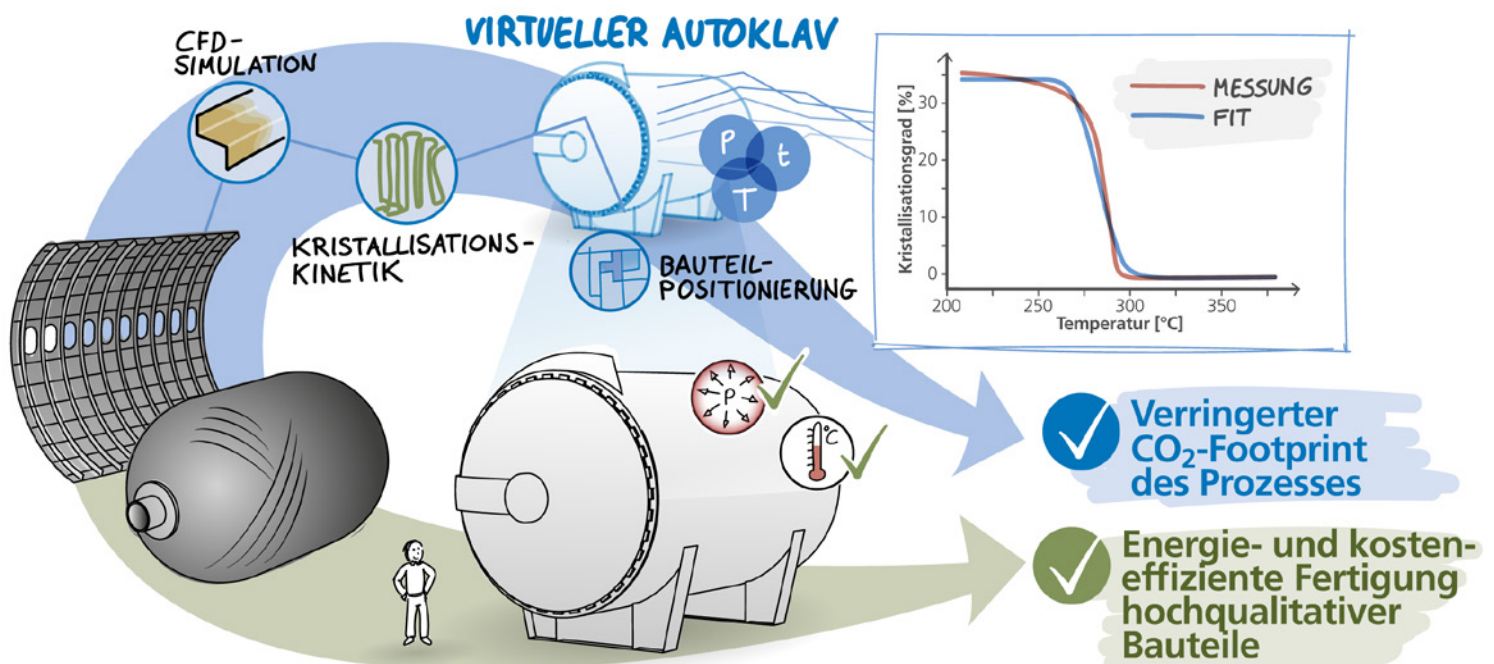 CFD-
SIMULATION
VIRTUELLER AUTOKLAV
KRISTALLISATIONS-
KINETIK
P
t
T
BAUTEIL-
POSITIONIERUNG
Kristallisationsgrad [%]
30
20
10
0
200
250
300
350
Temperatur [°C]
MESSUNG
FIT
P
°C
Verringerter
CO₂-Footprint
des Prozesses
Energie- und kosten-
effiziente Fertigung
hochqualitativer
Bauteile